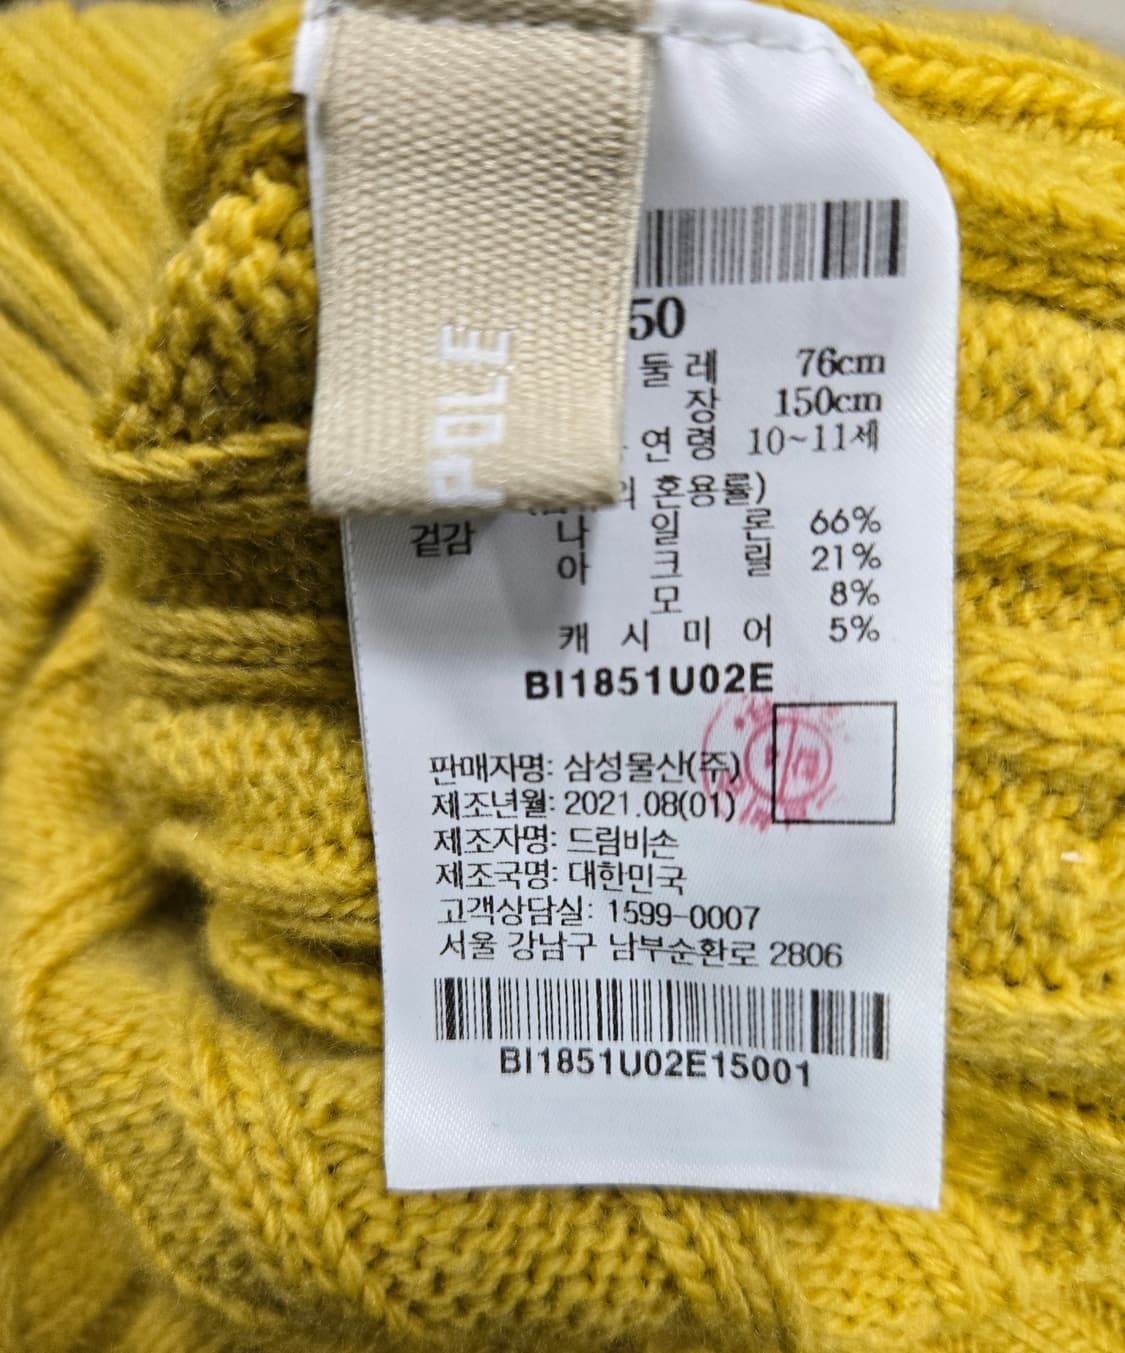 POLE
50
둘레 76cm
장 150cm
연령 10~11세
의 혼용률)
겉감 나일론 66%
아크릴 21%
모 8%
캐시미어 5%
BI1851U02E
판매자명: 삼성물산(주)
제조년월: 2021.08(01)
제조자명: 드림비손
제조국명: 대한민국
고객상담실: 1599-0007
서울 강남구 남부순환로 2806
BI1851U02E15001